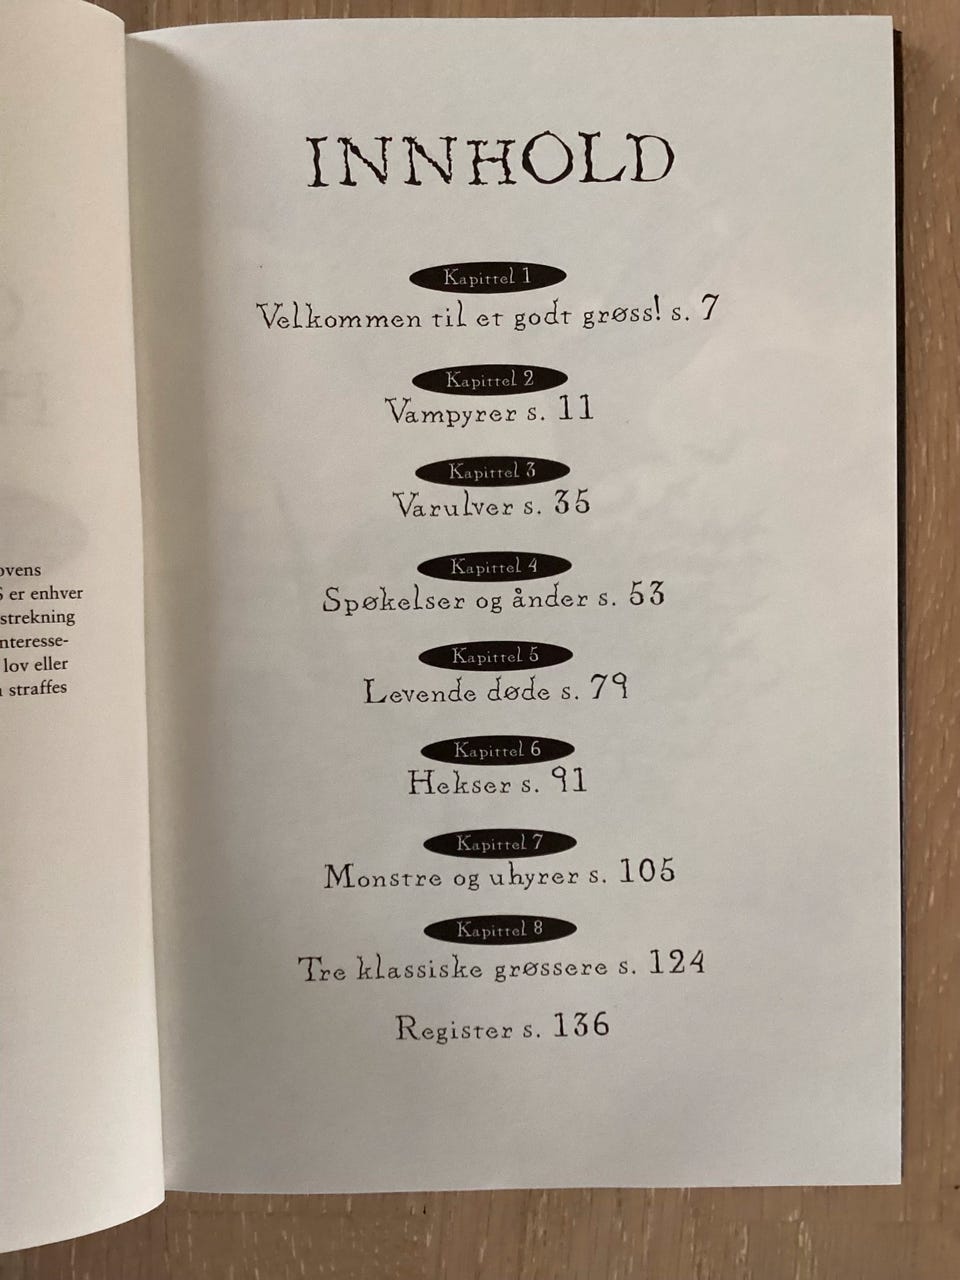 ovens
er enhver
strekning
nteresse-
lov eller
straffes
INNHOLD
Kapittel 1
Velkommen til et godt grøss! s. 7
Kapittel 2
Vampyrer s. 11
Kapittel 3
Varulver s. 35
Kapittel 4
Spøkelser og ånder s. 53
Kapittel 5
Levende døde s. 79
Kapittel 6
Hekser s. 91
Kapittel 7
Monstre og uhyrer s. 105
Kapittel 8
Tre klassiske grøssere s. 124
Register s. 136